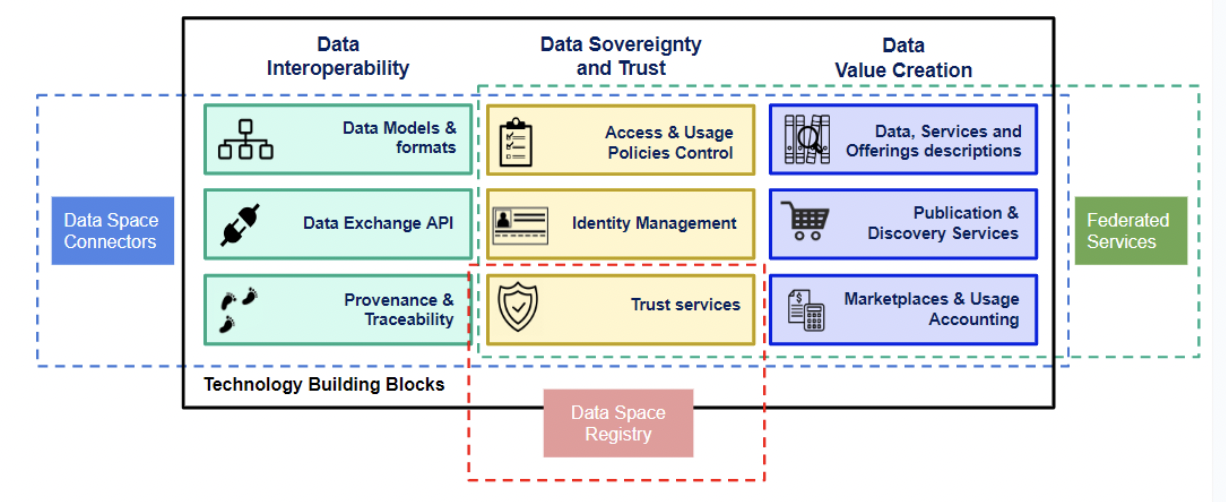 Data
Interoperability
Data Sovereignty
and Trust
Data
Value Creation
Data Models &
formats
Access & Usage
Policies Control
Data, Services and
Offerings descriptions
Data Space
Connectors
Data Exchange API
Identity Management
Publication &
Discovery Services
Federated
Services
Provenance &
Traceability
Trust services
$
Marketplaces & Usage
Accounting
Technology Building Blocks
Data Space
Registry